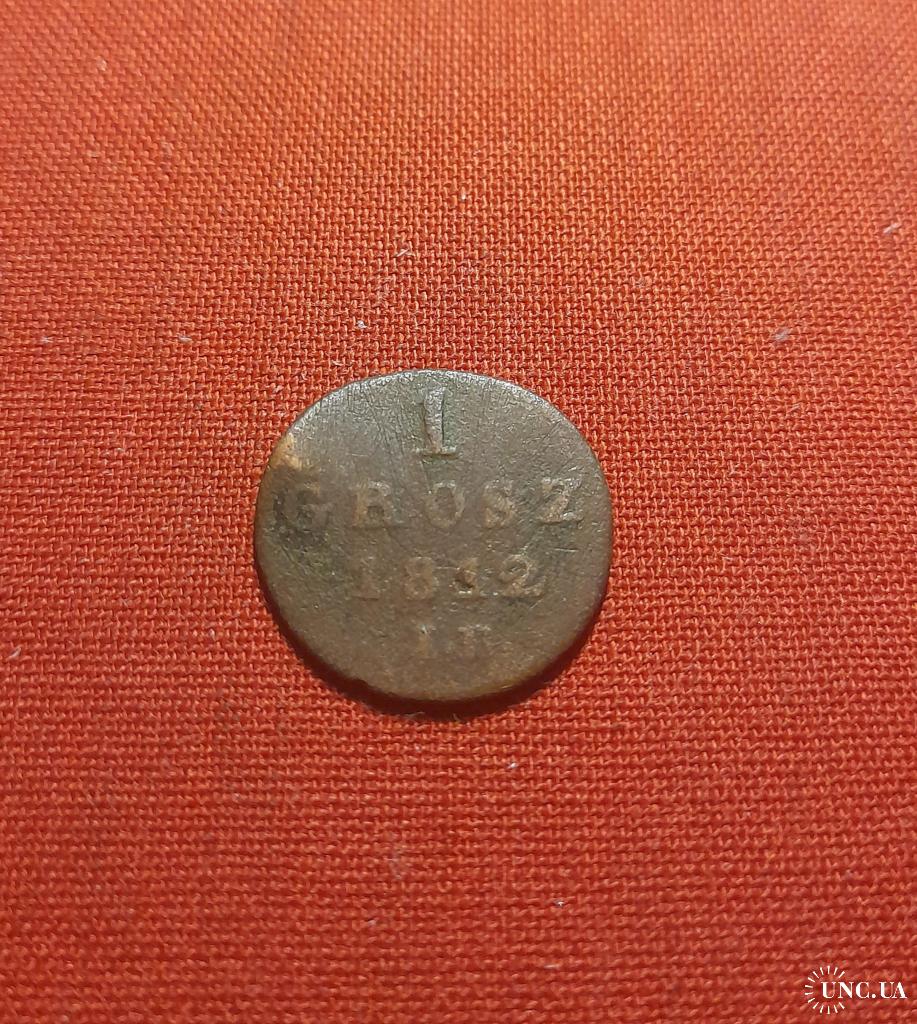 1
GROSZ
1812
I.B.
UNC.UA